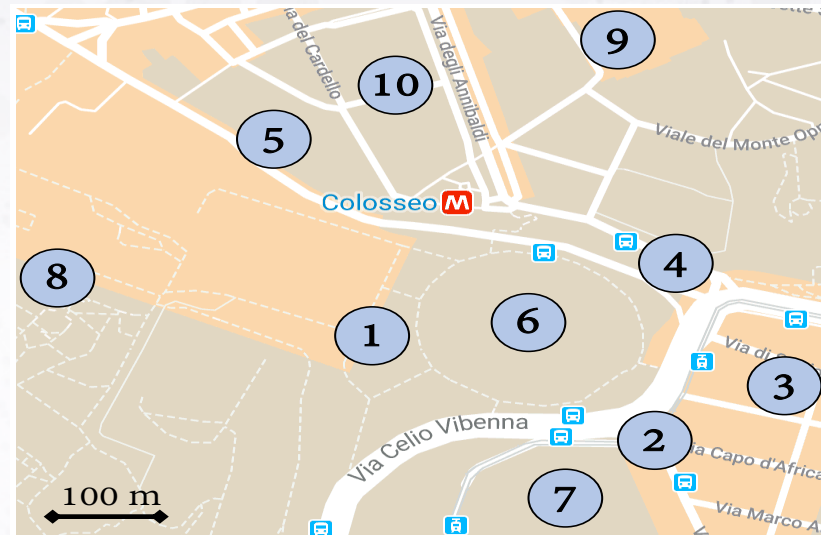 9
10
via del Cardello
Via degli Annibaldi
5
Viale del Monte Opp
Colosseo M
4
8
6
1
Via di S
3
Via Celio Vibenna
2
Via Capo d'Africa
100 m
7
Via Marco A